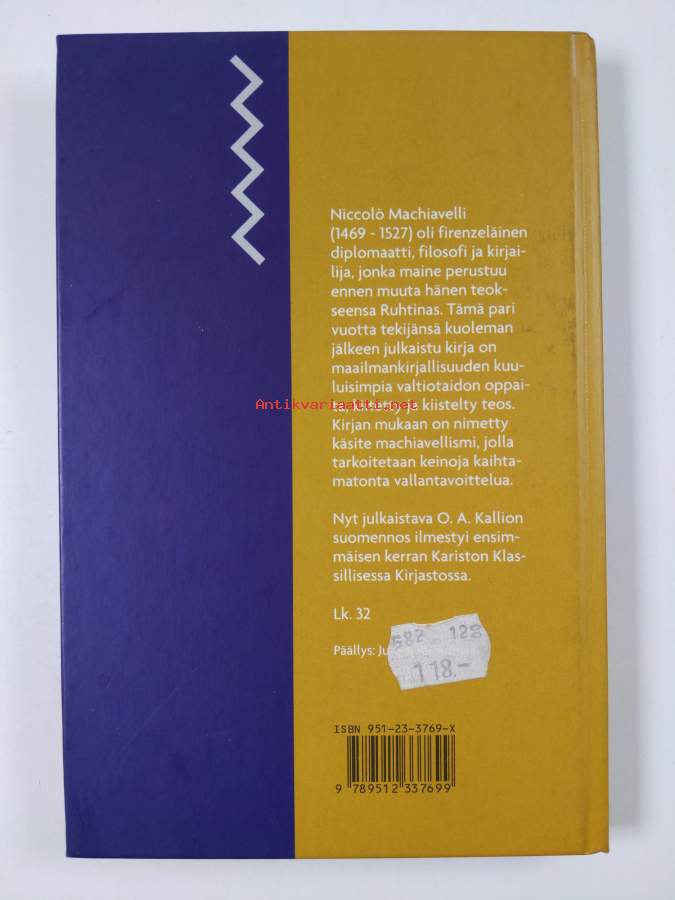 Niccolò Machiavelli
(1469 - 1527) oli firenzeläinen
diplomaatti, filosofi ja kirjai-
lija, jonka maine perustuu
ennen muuta hänen teok-
seensa Ruhtinas. Tämä pari
vuotta tekijänsä kuoleman
jälkeen julkaistu kirja on
maailmankirjallisuuden kuu-
luisimpia valtiotaidon oppai-
Antikvariaatti.net
ja kiistelty teos.
Kirjan mukaan on nimetty
käsite machiavellismi, jolla
tarkoitetaan keinoja kaihta-
matonta vallantavoittelua.
Nyt julkaistava O. A. Kallion
suomennos ilmestyi ensim-
mäisen kerran Kariston Klas-
sillisessa Kirjastossa.
Lk. 32
582 128
Päällys:
118.-
ISBN 951-23-3769-X
9 789512 337699